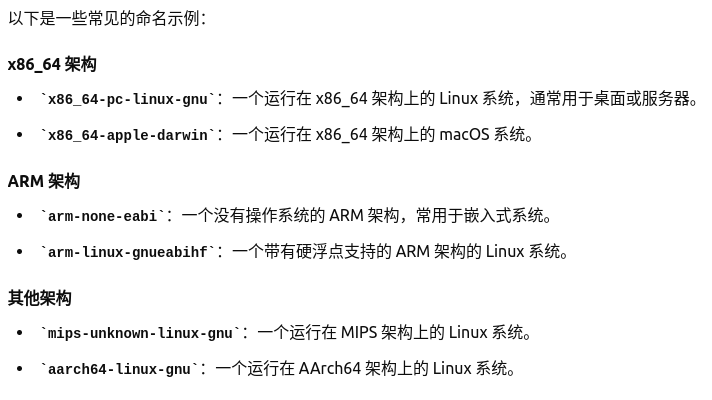 以下是一些常见的命名示例：
x86_64 架构
• `x86_64-pc-linux-gnu`：一个运行在 x86_64 架构上的 Linux 系统，通常用于桌面或服务器。
• `x86_64-apple-darwin`：一个运行在 x86_64 架构上的 macOS 系统。
ARM 架构
• `arm-none-eabi`：一个没有操作系统的 ARM 架构，常用于嵌入式系统。
• `arm-linux-gnueabihf`：一个带有硬浮点支持的 ARM 架构的 Linux 系统。
其他架构
• `mips-unknown-linux-gnu`：一个运行在 MIPS 架构上的 Linux 系统。
• `aarch64-linux-gnu`：一个运行在 AArch64 架构上的 Linux 系统。